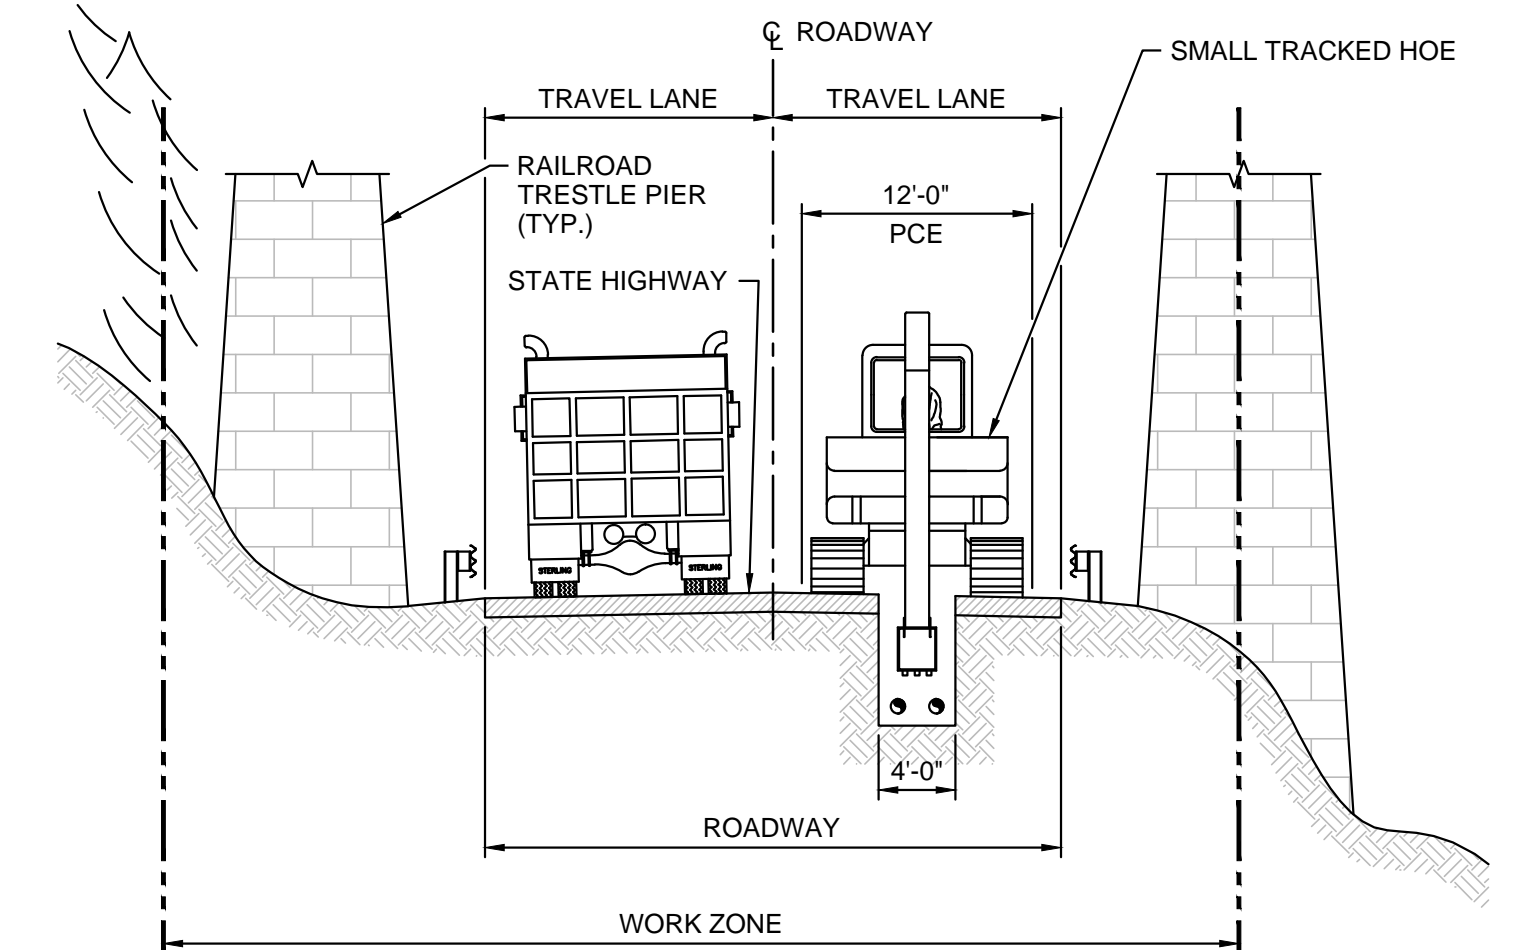 ℄ ROADWAY
SMALL TRACKED HOE
TRAVEL LANE
TRAVEL LANE
RAILROAD
TRESTLE PIER
(TYP.)
12'-0"
PCE
STATE HIGHWAY
STERLING
STERLING
4'-0"
ROADWAY
WORK ZONE